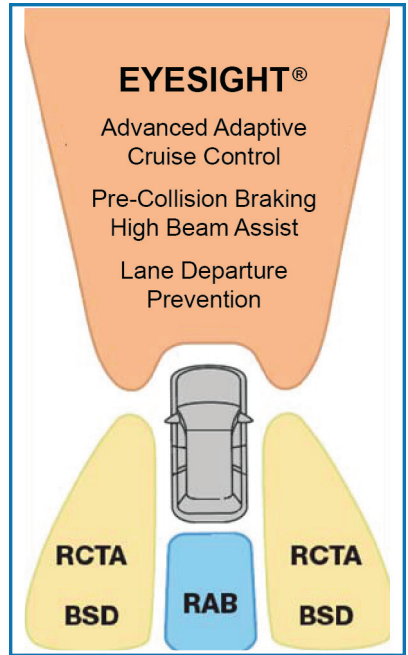 EYESIGHT®
Advanced Adaptive
Cruise Control
Pre-Collision Braking
High Beam Assist
Lane Departure
Prevention
RCTA
BSD
RAB
RCTA
BSD